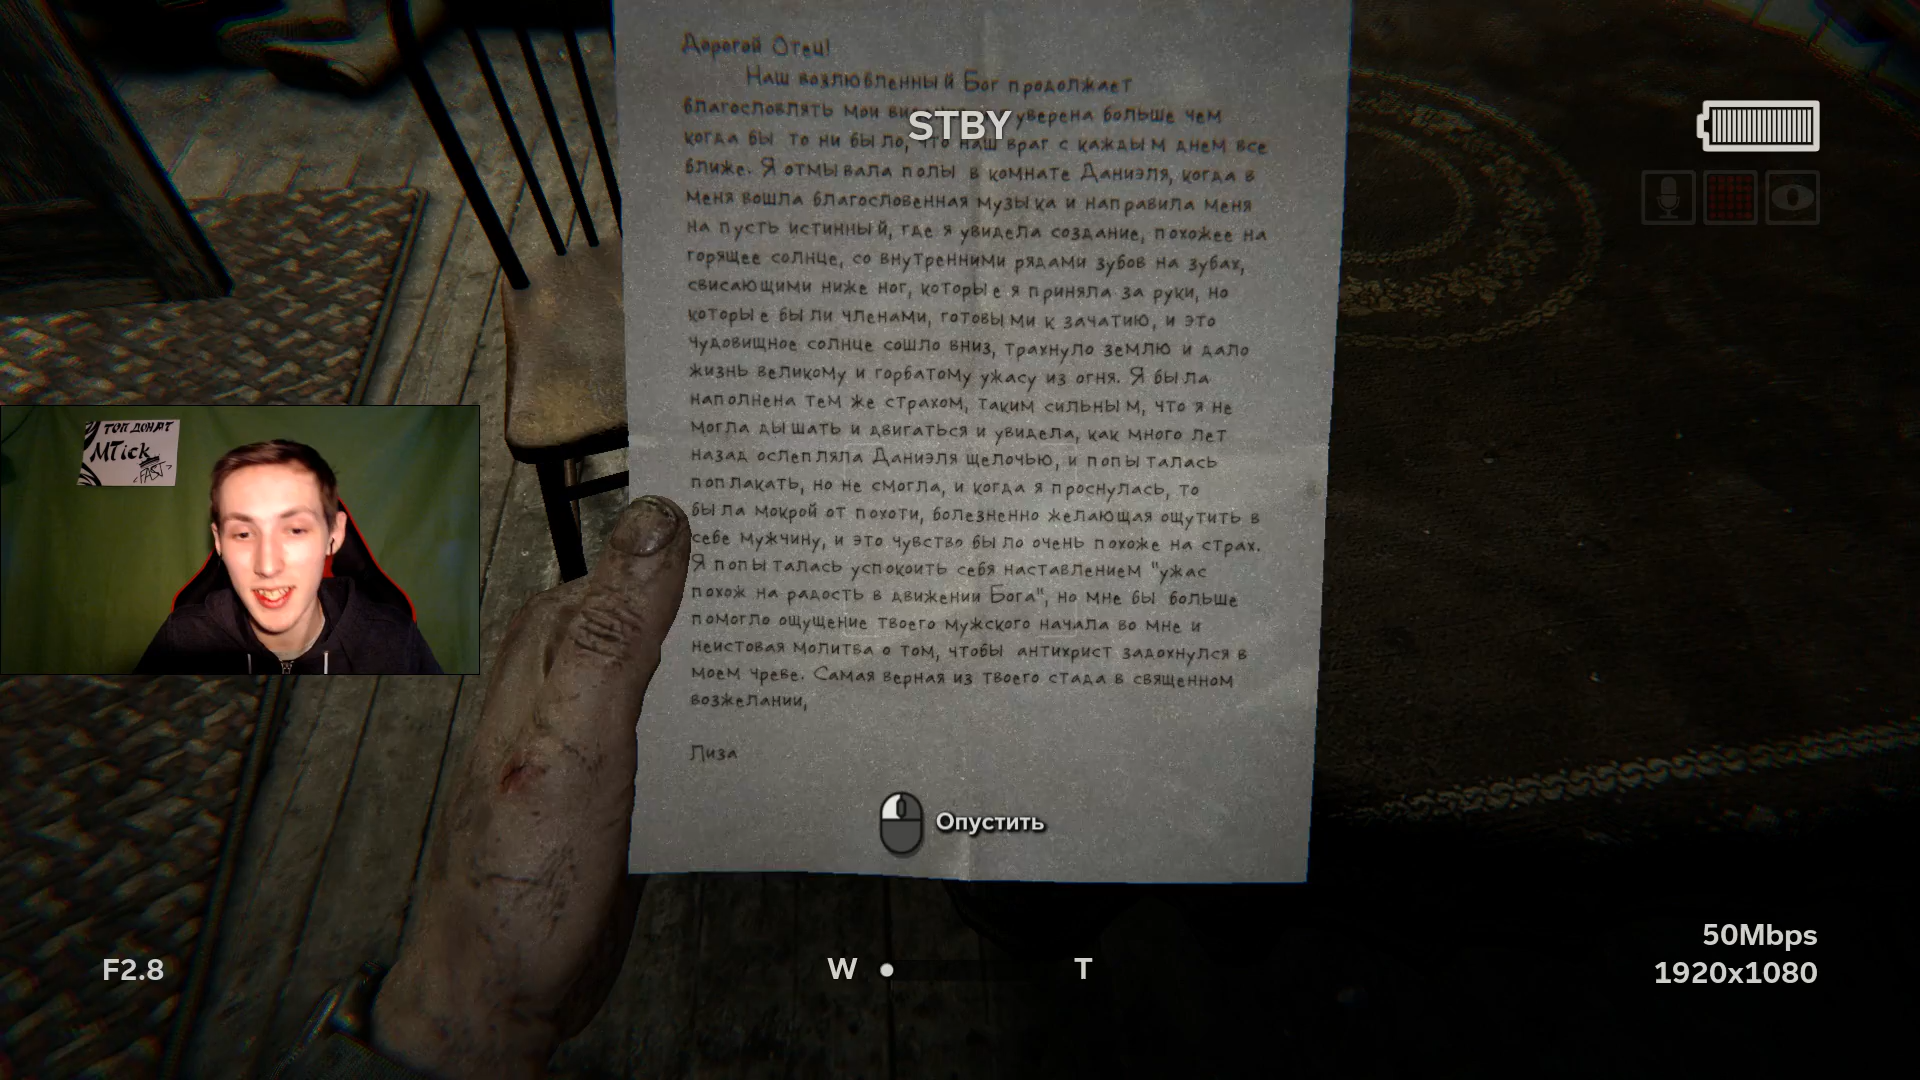 Дорогой Отец!
Наш возлюбленный Бог продолжает
благословлять мои уверена больше чем
STBY
когда бы то ни было, что наш враг с каждым днем все
ближе. Я отмывала полы в комнате Даниэля, когда в
меня вошла благословенная музыка и направила меня
на пусть истинный, где я увидела создание, похожее на
горящее солнце, со внутренними рядами зубов на зубах,
свисающими ниже ног, которые я приняла за руки, но
которые были членами, готовыми к зачатию, и это
чудовищное солнце сошло вниз, трахнуло землю и дало
жизнь великому и горбатому ужасу из огня. Я была
наполнена тем же страхом, таким сильным, что я не
могла дышать и двигаться и увидела, как много лет
назад ослепляла Даниэля щелочью, и попыталась
поплакать, но не смогла, и когда я проснулась, то
была мокрой от похоти, болезненно желающая ощутить в
себе мужчину, и это чувство было очень похоже на страх.
Я попыталась успокоить себя наставлением "ужас
похож на радость в движении Бога", но мне бы больше
помогло ощущение твоего мужского начала во мне и
неистовая молитва о том, чтобы антихрист задохнулся в
моем чреве. Самая верная из твоего стада в священном
возжелании,
Лиза
Опустить
ТОП ДОНАТ
MTick
FAST
F2.8
W T
50Mbps
1920x1080